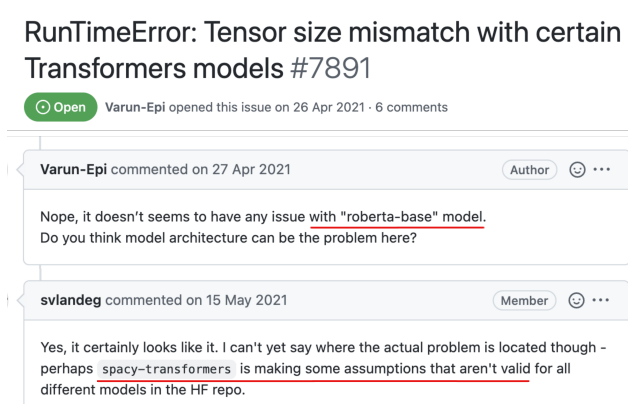 RunTimeError: Tensor size mismatch with certain
Transformers models #7891
Open Varun-Epi opened this issue on 26 Apr 2021 · 6 comments
Varun-Epi commented on 27 Apr 2021 Author
Nope, it doesn't seems to have any issue with "roberta-base" model.
Do you think model architecture can be the problem here?
svlandeg commented on 15 May 2021 Member
Yes, it certainly looks like it. I can't yet say where the actual problem is located though -
perhaps spacy-transformers is making some assumptions that aren't valid for all
different models in the HF repo.